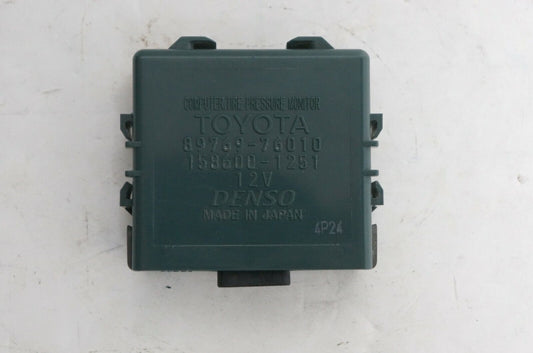 COMPUTER,TIRE PRESSURE MONITOR
TOYOTA
89769-76010
158600-1251
12V
DENSO
MADE IN JAPAN
4P24